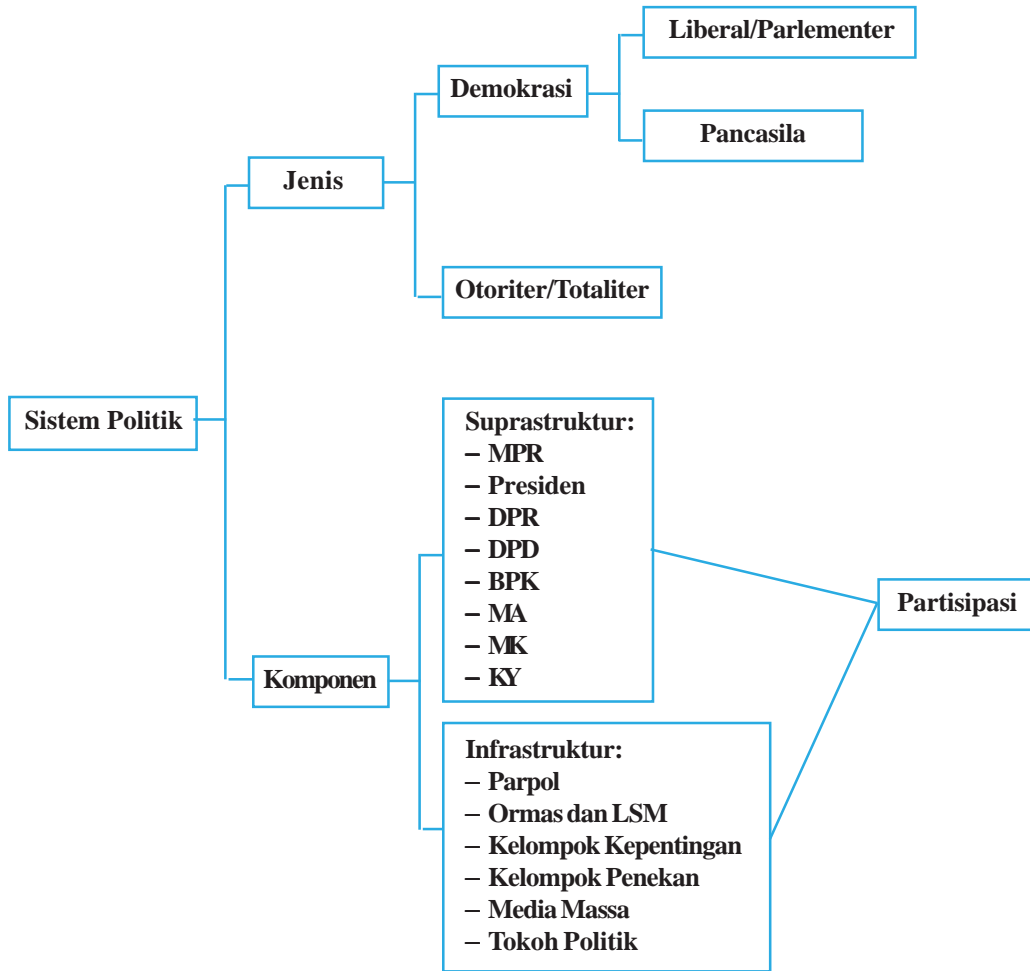 Liberal/Parlementer
Demokrasi
Pancasila
Jenis
Otoriter/Totaliter
Sistem Politik
Suprastruktur:
– MPR
– Presiden
– DPR
– DPD
– BPK
– MA
– MK
– KY
Partisipasi
Komponen
Infrastruktur:
– Parpol
– Ormas dan LSM
– Kelompok Kepentingan
– Kelompok Penekan
– Media Massa
– Tokoh Politik